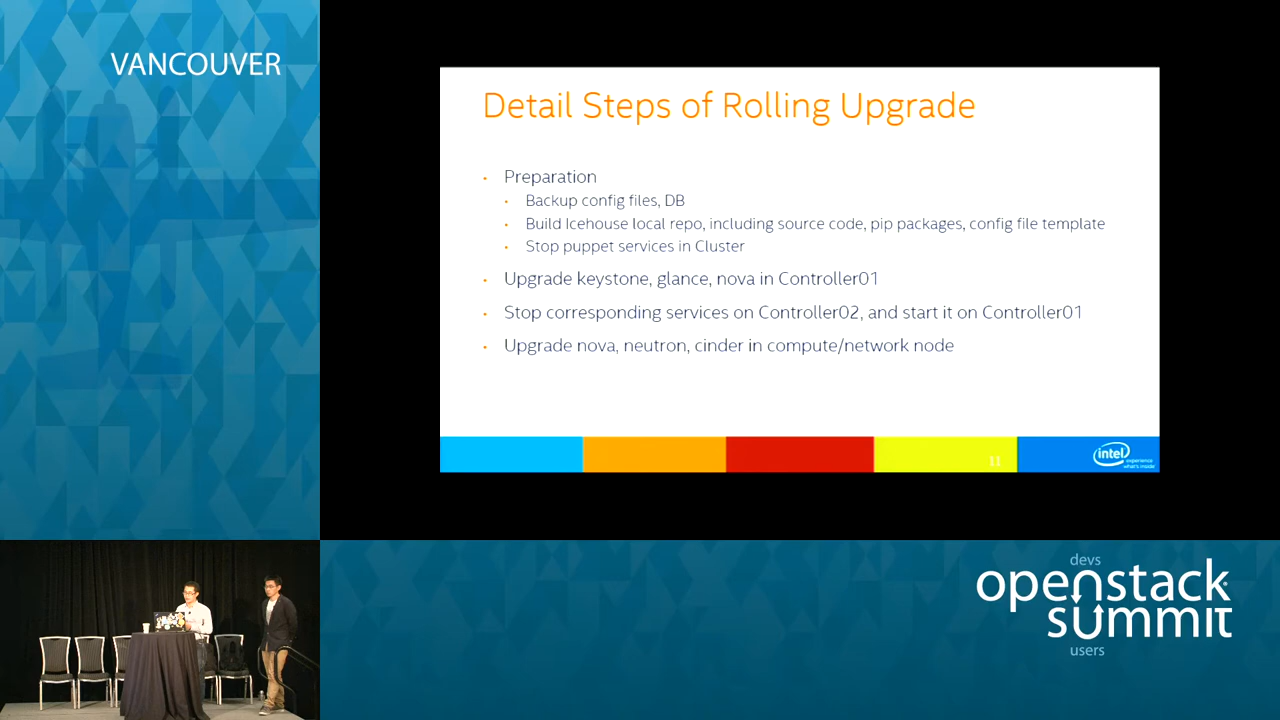 VANCOUVER
Detail Steps of Rolling Upgrade
• Preparation
• Backup config files, DB
• Build Icehouse local repo, including source code, pip packages, config file template
• Stop puppet services in Cluster
• Upgrade keystone, glance, nova in Controller01
• Stop corresponding services on Controller02, and start it on Controller01
• Upgrade nova, neutron, cinder in compute/network node
11
intel
experience
what's inside
devs
openstack
summit
users